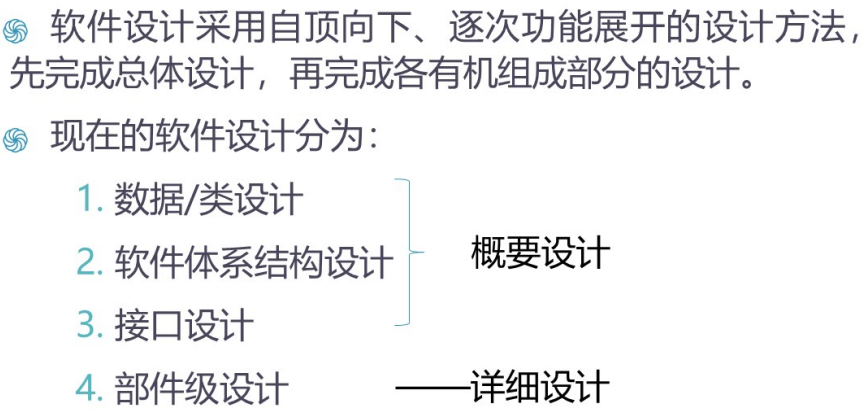 软件设计采用自顶向下、逐次功能展开的设计方法，
先完成总体设计，再完成各有机组成部分的设计。
现在的软件设计分为：
1. 数据/类设计
2. 软件体系结构设计
概要设计
3. 接口设计
4. 部件级设计 ——详细设计